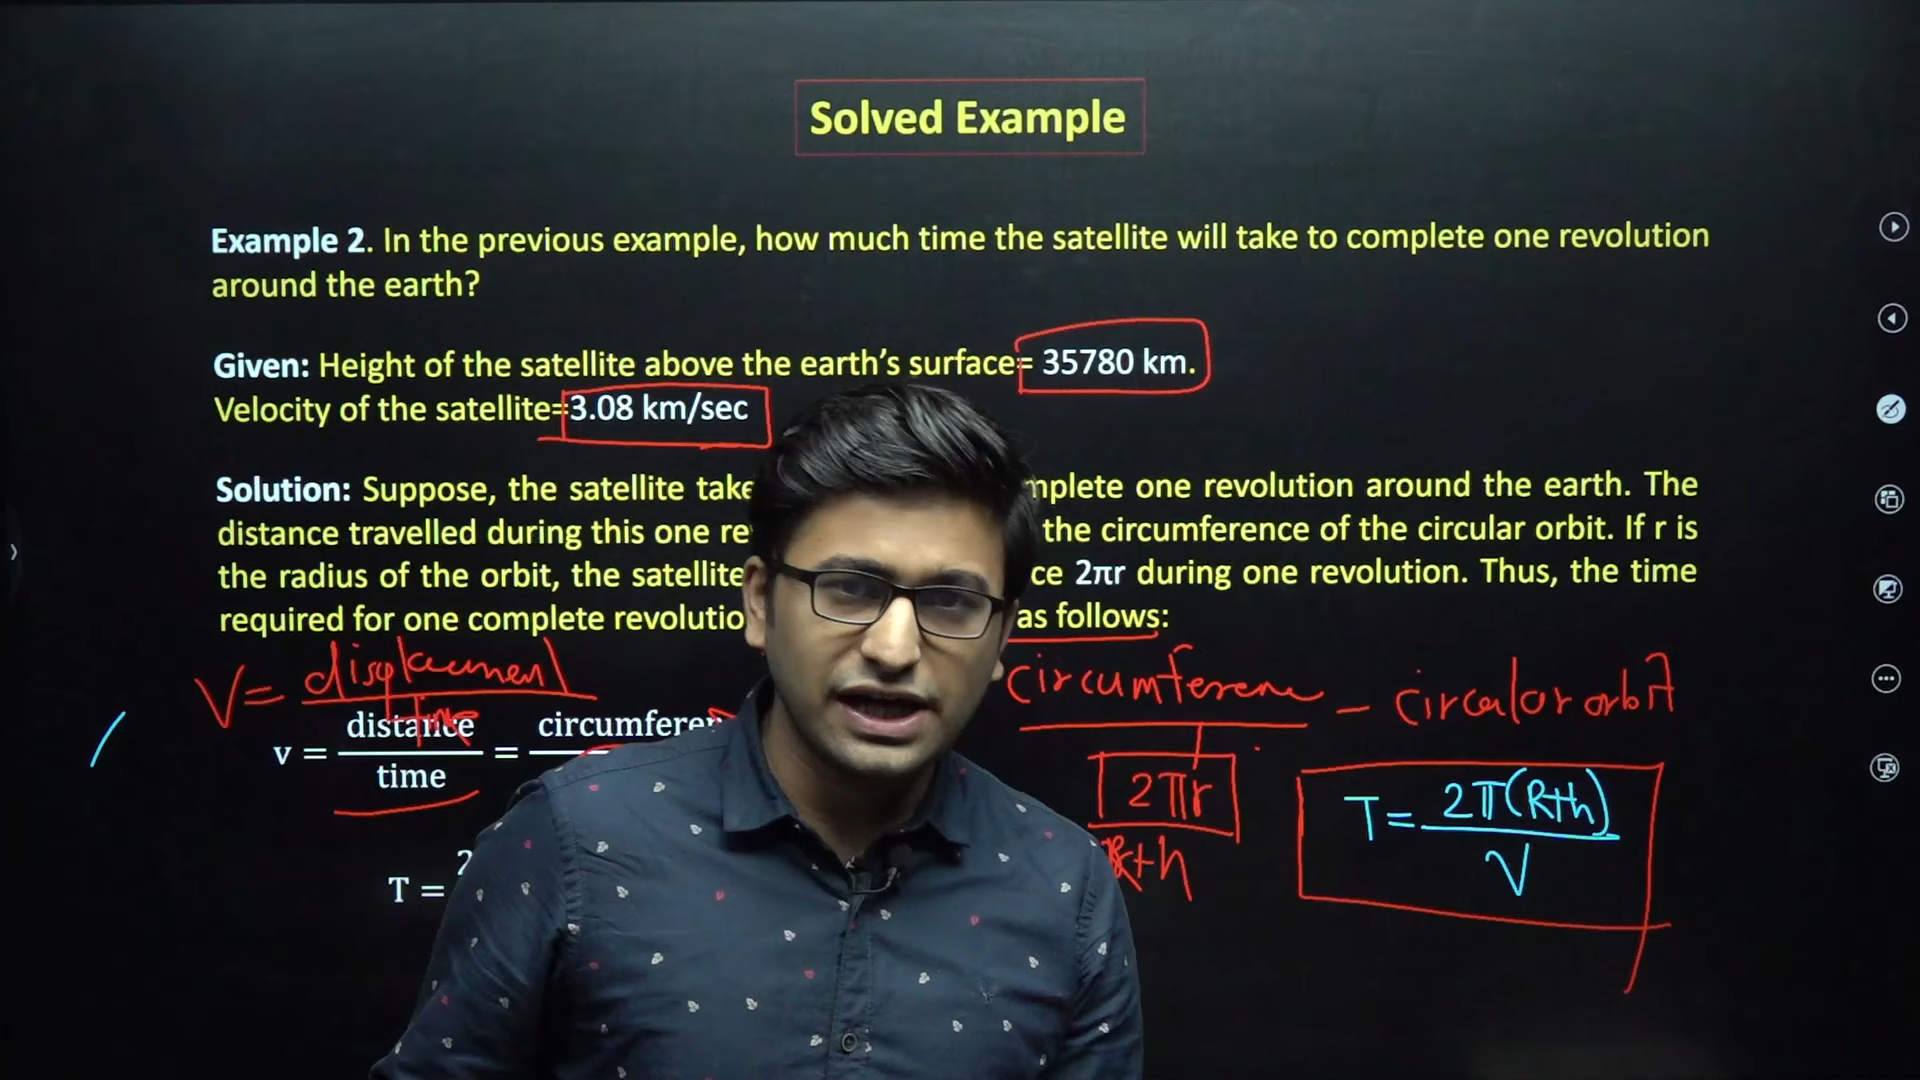 Solved Example
Example 2. In the previous example, how much time the satellite will take to complete one revolution
around the earth?
Given: Height of the satellite above the earth's surface= 35780 km.
Velocity of the satellite=3.08 km/sec
Solution: Suppose, the satellite take mplete one revolution around the earth. The
distance travelled during this one re the circumference of the circular orbit. If r is
the radius of the orbit, the satellite ce 2πr during one revolution. Thus, the time
required for one complete revolutio as follows:
V= displacement / Time
circumference - circular orbit
v = distance / time = circumferen
2πr
R+h
T= 2π(R+h) / V
T = 2